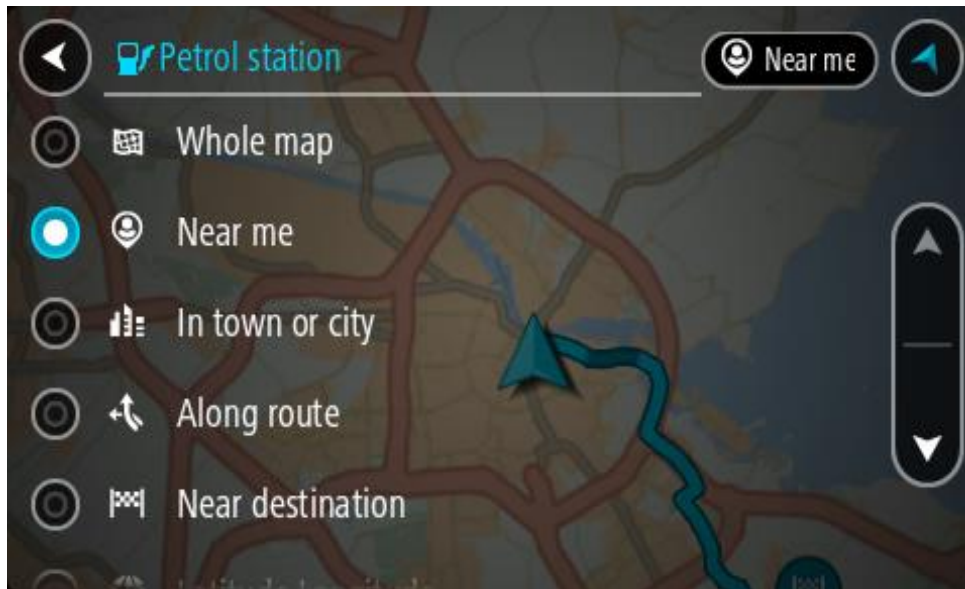 Petrol station
Near me
Whole map
Near me
In town or city
Along route
Near destination